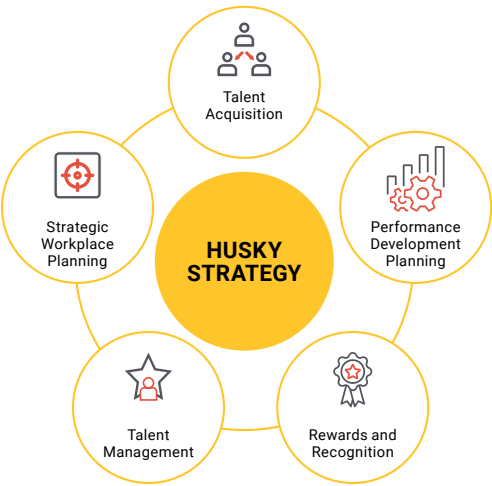 Talent
Acquisition
Strategic
Workplace
Planning
Performance
Development
Planning
HUSKY
STRATEGY
Talent
Management
Rewards and
Recognition